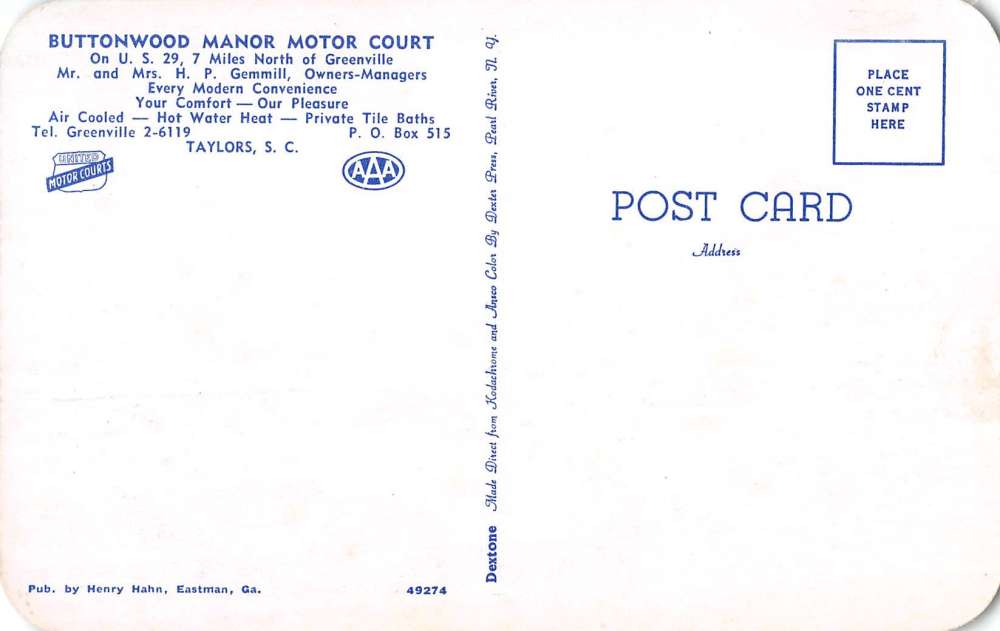 BUTTONWOOD MANOR MOTOR COURT
On U. S. 29, 7 Miles North of Greenville
Mr. and Mrs. H. P. Gemmill, Owners-Managers
Every Modern Convenience
Your Comfort — Our Pleasure
Air Cooled — Hot Water Heat — Private Tile Baths
Tel. Greenville 2-6119 P. O. Box 515
TAYLORS, S. C.
UNITED
MOTOR COURTS
AAA
Pub. by Henry Hahn, Eastman, Ga. 49274
Dextone Made Direct from Kodachrome and Ansco Color By Dexter Press, Pearl River, N. Y.
PLACE
ONE CENT
STAMP
HERE
POST CARD
Address